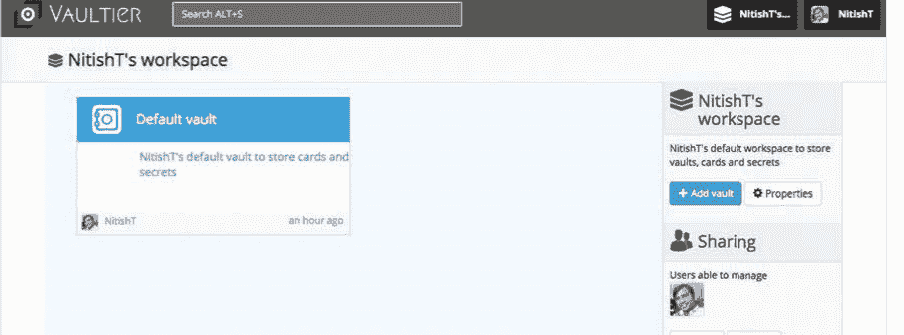 VAULTIER
Search ALT+S
NitishT's...
NitishT
NitishT's workspace
Default vault
NitishT's default vault to store cards and
secrets
NitishT
an hour ago
NitishT's
workspace
NitishT's default workspace to store
vaults, cards and secrets
+ Add vault
Properties
Sharing
Users able to manage